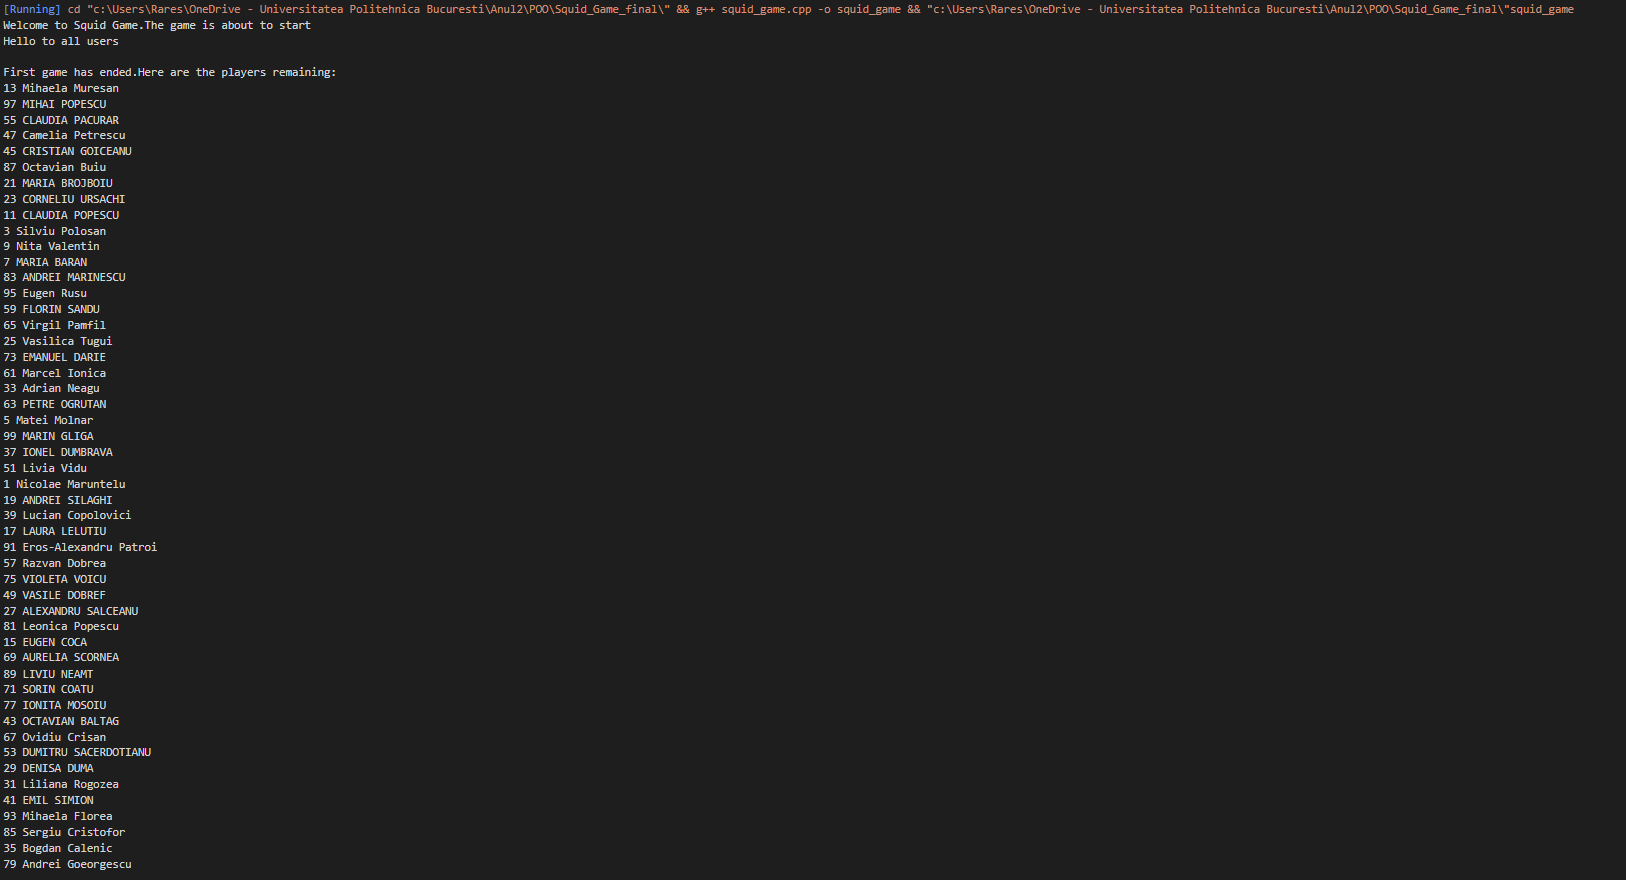 [Running] cd "c:\Users\Rares\OneDrive - Universitatea Politehnica Bucuresti\Anul2\POO\Squid_Game_final\" && g++ squid_game.cpp -o squid_game && "c:\Users\Rares\OneDrive - Universitatea Politehnica Bucuresti\Anul2\POO\Squid_Game_final\"squid_game
Welcome to Squid Game.The game is about to start
Hello to all users
First game has ended.Here are the players remaining:
13 Mihaela Muresan
97 MIHAI POPESCU
55 CLAUDIA PACURAR
47 Camelia Petrescu
45 CRISTIAN GOICEANU
87 Octavian Buiu
21 MARIA BROJBOIU
23 CORNELIU URSACHI
11 CLAUDIA POPESCU
3 Silviu Polosan
9 Nita Valentin
7 MARIA BARAN
83 ANDREI MARINESCU
95 Eugen Rusu
59 FLORIN SANDU
65 Virgil Pamfil
25 Vasilica Tugui
73 EMANUEL DARIE
61 Marcel Ionica
33 Adrian Neagu
63 PETRE OGRUTAN
5 Matei Molnar
99 MARIN GLIGA
37 IONEL DUMBRAVA
51 Livia Vidu
1 Nicolae Maruntelu
19 ANDREI SILAGHI
39 Lucian Copolovici
17 LAURA LELUTIU
91 Eros-Alexandru Patroi
57 Razvan Dobrea
75 VIOLETA VOICU
49 VASILE DOBREF
27 ALEXANDRU SALCEANU
81 Leonica Popescu
15 EUGEN COCA
69 AURELIA SCORNEA
89 LIVIU NEAMT
71 SORIN COATU
77 IONITA MOSOIU
43 OCTAVIAN BALTAG
67 Ovidiu Crisan
53 DUMITRU SACERDOTIANU
29 DENISA DUMA
31 Liliana Rogozea
41 EMIL SIMION
93 Mihaela Florea
85 Sergiu Cristofor
35 Bogdan Calenic
79 Andrei Goeorgescu